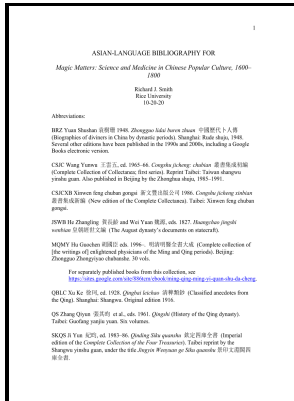 1
ASIAN-LANGUAGE BIBLIOGRAPHY FOR
Magic Matters: Science and Medicine in Chinese Popular Culture, 1600–
1800
Richard J. Smith
Rice University
10-20-20
Abbreviations:
BRZ Yuan Shushan 袁樹珊 1948. Zhongguo lidai buren zhuan 中國歷代卜人傳
(Biographies of diviners in China by dynastic periods). Shanghai: Rude shuju, 1948.
Several other editions have been published in the 1990s and 2000s, including a Google
Books electronic version.
CSJC Wang Yunwu 王雲五, ed. 1965–66. Congshu jicheng: chubian 叢書集成初編
(Complete Collection of Collectanea; first series). Reprint Taibei: Taiwan shangwu
yinshu guan. Also published in Beijing by the Zhonghua shuju, 1985–1991.
CSJCXB Xinwen feng chuban gongsi 新文豐出版公司 1986. Congshu jicheng xinbian
叢書集成新編 (New edition of the Complete Collectanea). Taibei: Xinwen feng chuban
gongsi.
JSWB He Zhangling 賀長齡 and Wei Yuan 魏源, eds. 1827. Huangchao jingshi
wenbian 皇朝經世文編 (The August dynasty's documents on statecraft).
MQMY Hu Guochen 胡國臣 eds. 1996–. 明清明醫全書大成 (Complete collection of
[the writings of] enlightened physicians of the Ming and Qing periods). Beijing:
Zhongguo Zhongyiyao chubanshe. 30 vols.
For separately published books from this collection, see
https://sites.google.com/site/886tem/ebook/ming-qing-ming-yi-quan-shu-da-cheng.
QBLC Xu Ke 徐珂, ed. 1928. Qingbai leichao 清稗類鈔 (Classified anecdotes from
the Qing). Shanghai: Shangwu. Original edition 1916.
QS Zhang Qiyun 張其昀 et al., eds. 1961. Qingshi (History of the Qing dynasty).
Taibei: Guofang yanjiu yuan. Six volumes.
SKQS Ji Yun 紀昀, ed. 1983–86. Qinding Siku quanshu 欽定四庫全書 (Imperial
edition of the Complete Collection of the Four Treasuries). Taibei reprint by the
Shangwu yinshu guan, under the title Jingyin Wenyuan ge Siku quanshu 景印文淵閣四
庫全書.